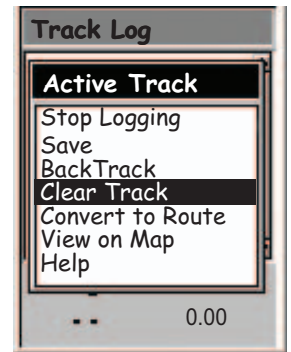 Track Log
Active Track
Stop Logging
Save
BackTrack
Clear Track
Convert to Route
View on Map
Help
0.00